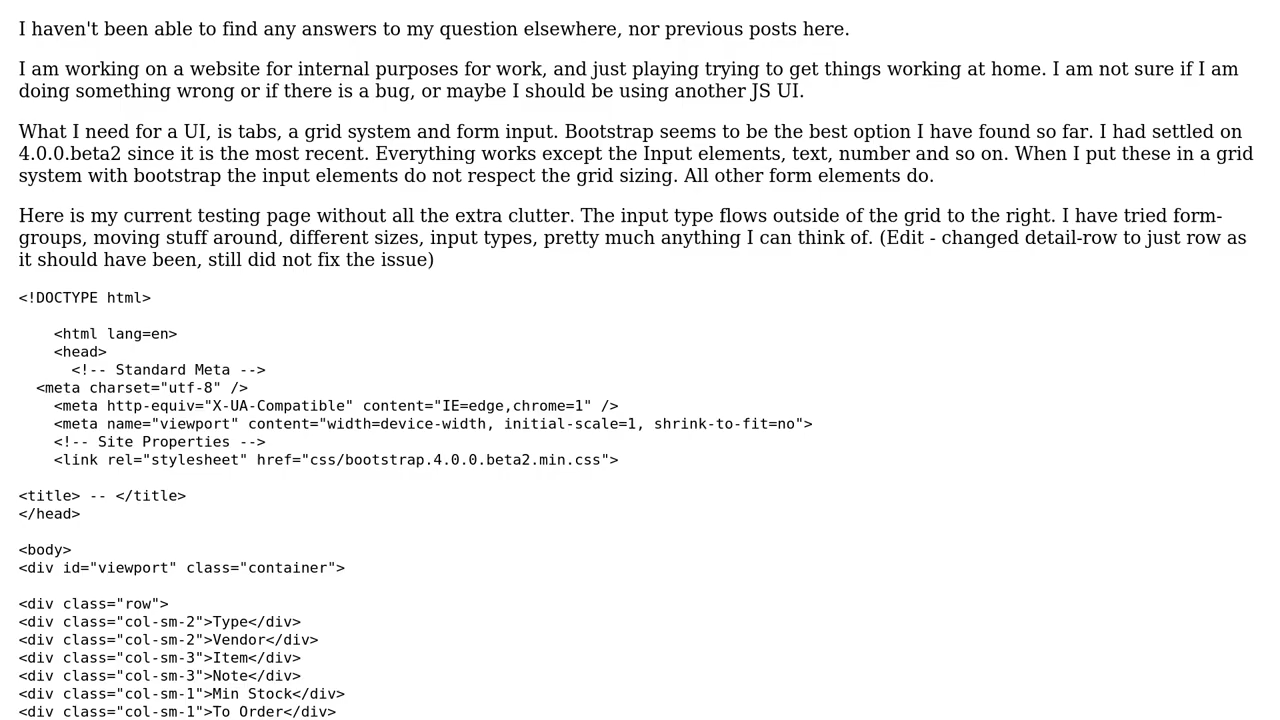 I haven't been able to find any answers to my question elsewhere, nor previous posts here.
I am working on a website for internal purposes for work, and just playing trying to get things working at home. I am not sure if I am
doing something wrong or if there is a bug, or maybe I should be using another JS UI.
What I need for a UI, is tabs, a grid system and form input. Bootstrap seems to be the best option I have found so far. I had settled on
4.0.0.beta2 since it is the most recent. Everything works except the Input elements, text, number and so on. When I put these in a grid
system with bootstrap the input elements do not respect the grid sizing. All other form elements do.
Here is my current testing page without all the extra clutter. The input type flows outside of the grid to the right. I have tried form-
groups, moving stuff around, different sizes, input types, pretty much anything I can think of. (Edit - changed detail-row to just row as
it should have been, still did not fix the issue)
<!DOCTYPE html>
    <html lang=en>
    <head>
      <!-- Standard Meta -->
  <meta charset="utf-8" />
    <meta http-equiv="X-UA-Compatible" content="IE=edge,chrome=1" />
    <meta name="viewport" content="width=device-width, initial-scale=1, shrink-to-fit=no">
    <!-- Site Properties -->
    <link rel="stylesheet" href="css/bootstrap.4.0.0.beta2.min.css">
<title> -- </title>
</head>
<body>
<div id="viewport" class="container">
<div class="row">
<div class="col-sm-2">Type</div>
<div class="col-sm-2">Vendor</div>
<div class="col-sm-3">Item</div>
<div class="col-sm-3">Note</div>
<div class="col-sm-1">Min Stock</div>
<div class="col-sm-1">To Order</div>